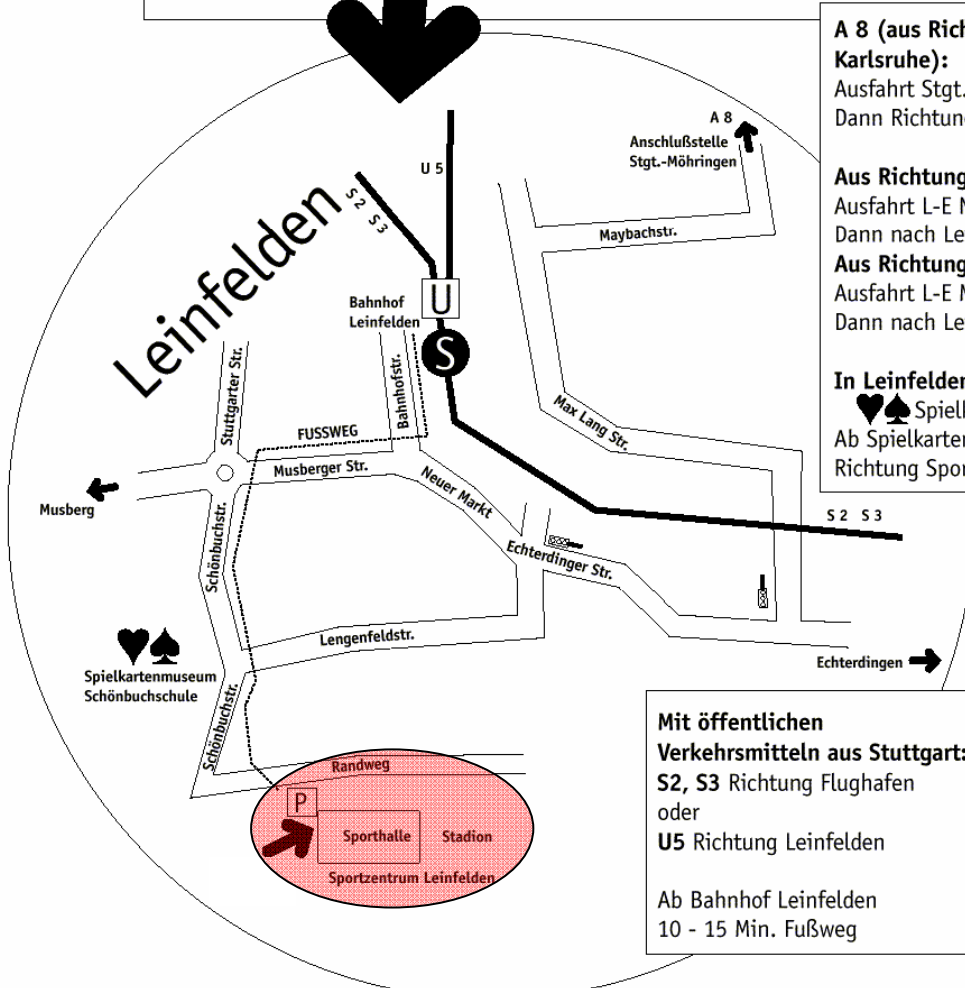 A 8 (aus Rich
Karlsruhe):
Ausfahrt Stgt.
Dann Richtun
Aus Richtung
Ausfahrt L-E
Dann nach Le
Aus Richtung
Ausfahrt L-E
Dann nach Le
In Leinfelden
Spielk
Ab Spielkarten
Richtung Spor
A 8
Anschlußstelle
Stgt.-Möhringen
U 5
S 2 S 3
Leinfelden
Maybachstr.
Bahnhof
Leinfelden
U
S
Stuttgarter Str.
Bahnhofstr.
FUSSWEG
Max Lang Str.
Musberger Str.
Neuer Markt
Musberg
S 2 S 3
Schönbuchstr.
Echterdinger Str.
Lengenfeldstr.
Echterdingen
Spielkartenmuseum
Schönbuchschule
Schönbuchstr.
Randweg
P
Sporthalle
Stadion
Sportzentrum Leinfelden
Mit öffentlichen
Verkehrsmitteln aus Stuttgart:
S2, S3 Richtung Flughafen
oder
U5 Richtung Leinfelden
Ab Bahnhof Leinfelden
10 - 15 Min. Fußweg